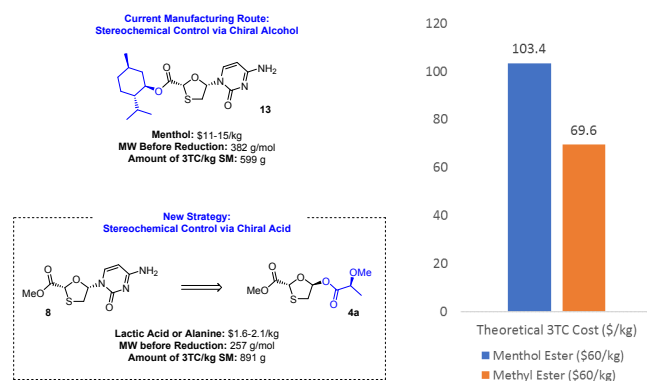 Current Manufacturing Route:
Stereochemical Control via Chiral Alcohol
O
O
O
S
N
NH2
N
O
13
Menthol: $11-15/kg
MW Before Reduction: 382 g/mol
Amount of 3TC/kg SM: 599 g
New Strategy:
Stereochemical Control via Chiral Acid
O
MeO
O
S
N
NH2
N
O
8
O
MeO
O
S
O
OMe
O
4a
Lactic Acid or Alanine: $1.6-2.1/kg
MW before Reduction: 257 g/mol
Amount of 3TC/kg SM: 891 g
120
100
80
60
40
20
0
103.4
69.6
Theoretical 3TC Cost ($/kg)
Menthol Ester ($60/kg)
Methyl Ester ($60/kg)